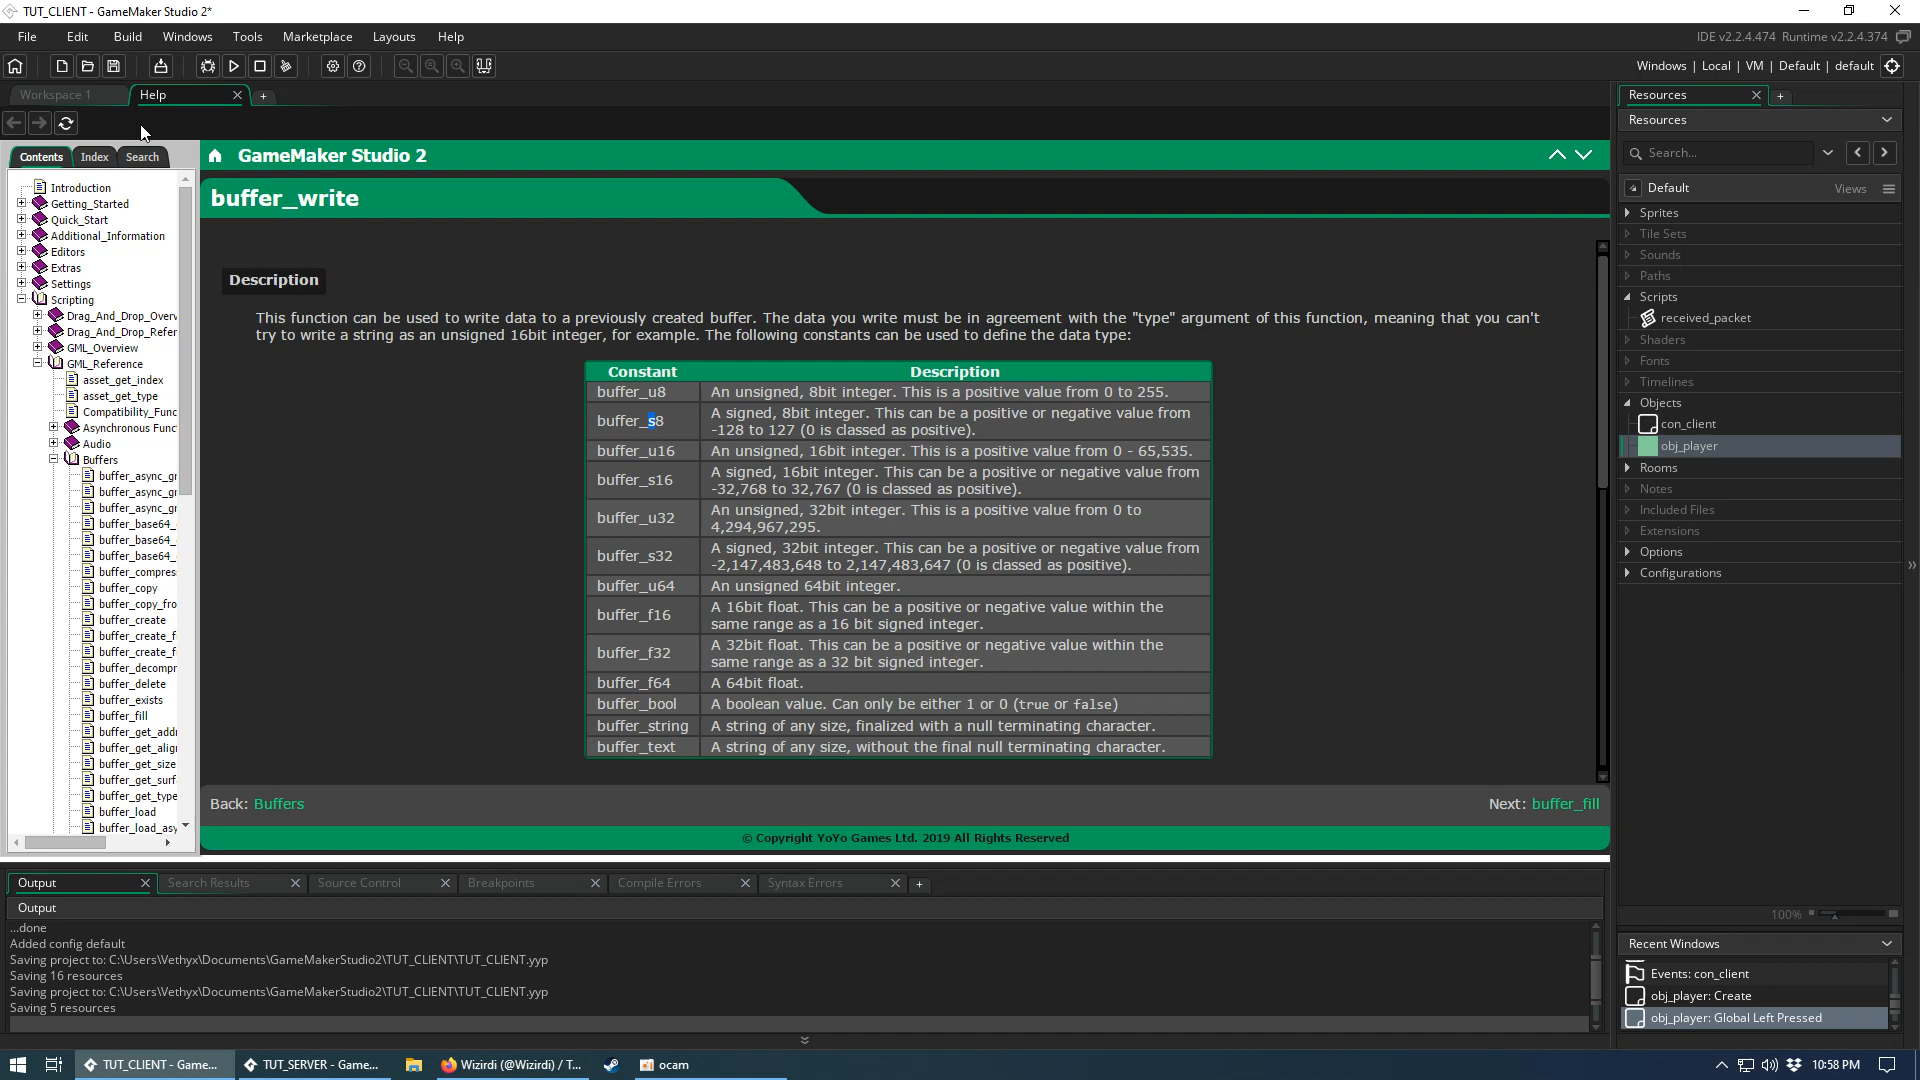 TUT_CLIENT - GameMaker Studio 2*
File Edit Build Windows Tools Marketplace Layouts Help
IDE v2.2.4.474 Runtime v2.2.4.374
Windows | Local | VM | Default | default
Workspace 1
Help
Contents Index Search
Introduction
Getting_Started
Quick_Start
Additional_Information
Editors
Extras
Settings
Scripting
Drag_And_Drop_Overv
Drag_And_Drop_Refer
GML_Overview
GML_Reference
asset_get_index
asset_get_type
Compatibility_Func
Asynchronous Func
Audio
Buffers
buffer_async_gr
buffer_async_gr
buffer_async_gr
buffer_base64_
buffer_base64_
buffer_base64_
buffer_compres
buffer_copy
buffer_copy_fro
buffer_create
buffer_create_f
buffer_create_f
buffer_decompr
buffer_delete
buffer_exists
buffer_fill
buffer_get_addr
buffer_get_align
buffer_get_size
buffer_get_surf
buffer_get_type
buffer_load
buffer_load_asy
GameMaker Studio 2
buffer_write
Description
This function can be used to write data to a previously created buffer. The data you write must be in agreement with the "type" argument of this function, meaning that you can't
try to write a string as an unsigned 16bit integer, for example. The following constants can be used to define the data type:
Constant Description
buffer_u8 An unsigned, 8bit integer. This is a positive value from 0 to 255.
buffer_s8 A signed, 8bit integer. This can be a positive or negative value from
-128 to 127 (0 is classed as positive).
buffer_u16 An unsigned, 16bit integer. This is a positive value from 0 - 65,535.
buffer_s16 A signed, 16bit integer. This can be a positive or negative value from
-32,768 to 32,767 (0 is classed as positive).
buffer_u32 An unsigned, 32bit integer. This is a positive value from 0 to
4,294,967,295.
buffer_s32 A signed, 32bit integer. This can be a positive or negative value from
-2,147,483,648 to 2,147,483,647 (0 is classed as positive).
buffer_u64 An unsigned 64bit integer.
buffer_f16 A 16bit float. This can be a positive or negative value within the
same range as a 16 bit signed integer.
buffer_f32 A 32bit float. This can be a positive or negative value within the
same range as a 32 bit signed integer.
buffer_f64 A 64bit float.
buffer_bool A boolean value. Can only be either 1 or 0 (true or false)
buffer_string A string of any size, finalized with a null terminating character.
buffer_text A string of any size, without the final null terminating character.
Back: Buffers
Next: buffer_fill
© Copyright YoYo Games Ltd. 2019 All Rights Reserved
Resources
Resources
Search...
Default Views
Sprites
Tile Sets
Sounds
Paths
Scripts
received_packet
Shaders
Fonts
Timelines
Objects
con_client
obj_player
Rooms
Notes
Included Files
Extensions
Options
Configurations
100%
Recent Windows
Events: con_client
obj_player: Create
obj_player: Global Left Pressed
Output Search Results Source Control Breakpoints Compile Errors Syntax Errors
Output
...done
Added config default
Saving project to: C:\Users\Vethyx\Documents\GameMakerStudio2\TUT_CLIENT\TUT_CLIENT.yyp
Saving 16 resources
Saving project to: C:\Users\Vethyx\Documents\GameMakerStudio2\TUT_CLIENT\TUT_CLIENT.yyp
Saving 5 resources
TUT_CLIENT - Game... TUT_SERVER - Game... Wizirdi (@Wizirdi) / T... ocam 10:58 PM